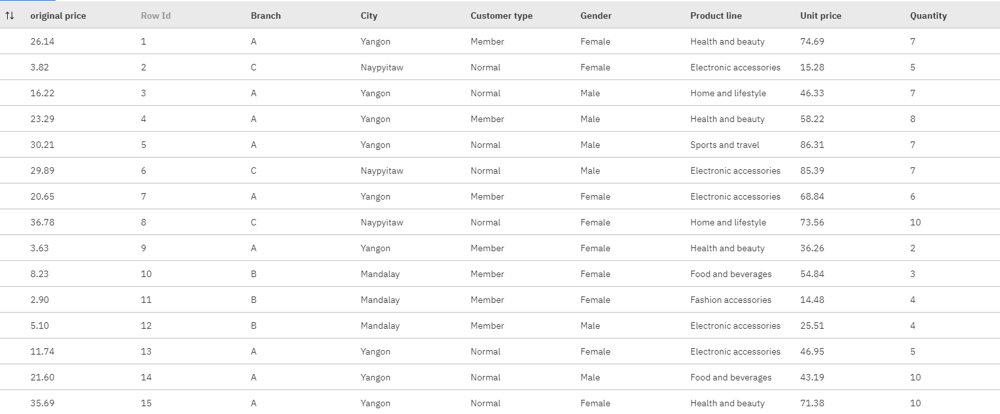 original price Row Id Branch City Customer type Gender Product line Unit price Quantity
26.14 1 A Yangon Member Female Health and beauty 74.69 7
3.82 2 C Naypyitaw Normal Female Electronic accessories 15.28 5
16.22 3 A Yangon Normal Male Home and lifestyle 46.33 7
23.29 4 A Yangon Member Male Health and beauty 58.22 8
30.21 5 A Yangon Normal Male Sports and travel 86.31 7
29.89 6 C Naypyitaw Normal Male Electronic accessories 85.39 7
20.65 7 A Yangon Member Female Electronic accessories 68.84 6
36.78 8 C Naypyitaw Normal Female Home and lifestyle 73.56 10
3.63 9 A Yangon Member Female Health and beauty 36.26 2
8.23 10 B Mandalay Member Female Food and beverages 54.84 3
2.90 11 B Mandalay Member Female Fashion accessories 14.48 4
5.10 12 B Mandalay Member Male Electronic accessories 25.51 4
11.74 13 A Yangon Normal Female Electronic accessories 46.95 5
21.60 14 A Yangon Normal Male Food and beverages 43.19 10
35.69 15 A Yangon Normal Female Health and beauty 71.38 10